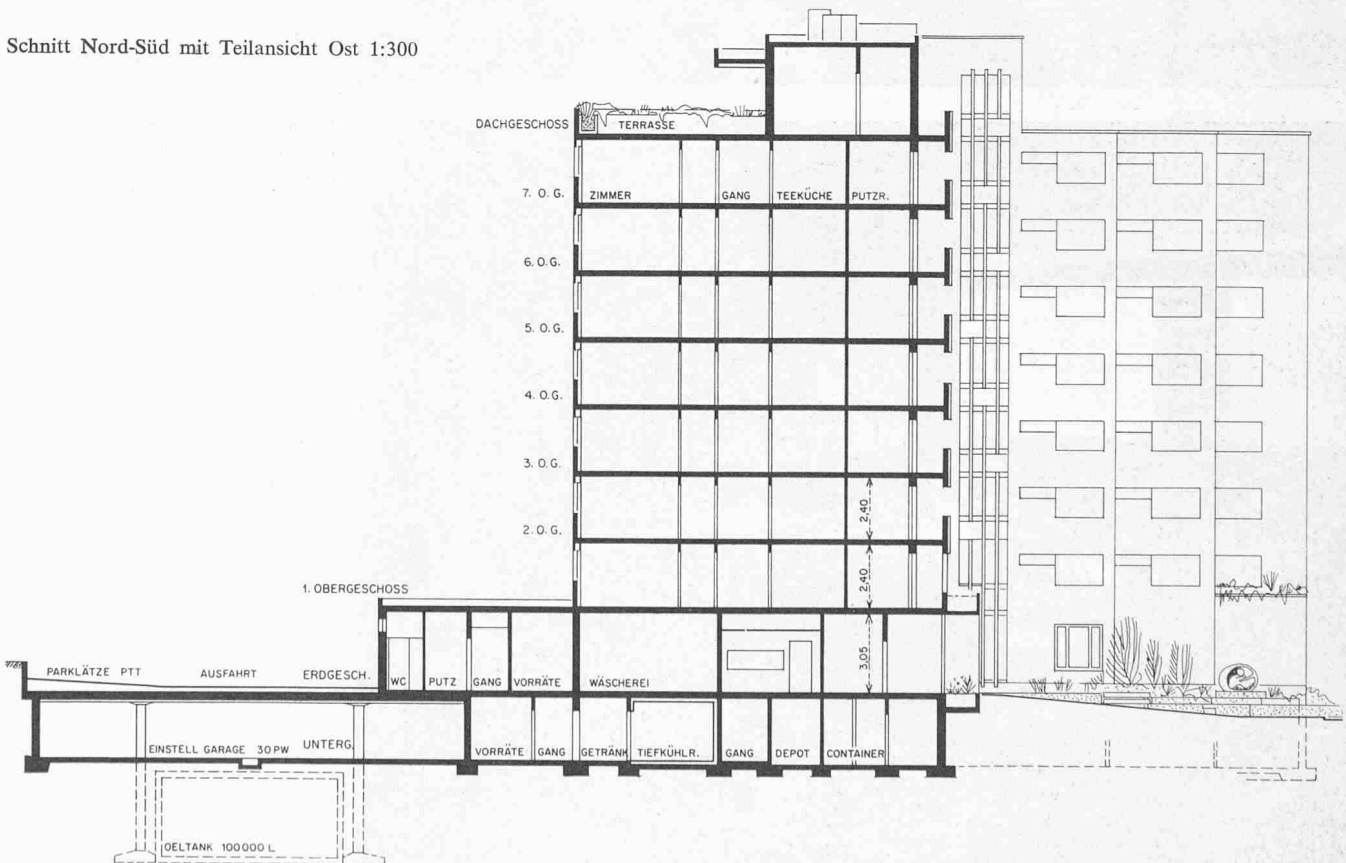 Schnitt Nord-Süd mit Teilansicht Ost 1:300
DACHGESCHOSS TERRASSE
7. O.G. ZIMMER GANG TEEKÜCHE PUTZR.
6. O.G.
5. O.G.
4. O.G.
3. O.G.
2,40
2. O.G.
2,40
1. OBERGESCHOSS
3,05
PARKLÄTZE PTT AUSFAHRT ERDGESCH. WC PUTZ GANG VORRÄTE WÄSCHEREI
EINSTELL GARAGE 30 PW UNTERG. VORRÄTE GANG GETRÄNK TIEFKÜHLR. GANG DEPOT CONTAINER
OELTANK 100000 L